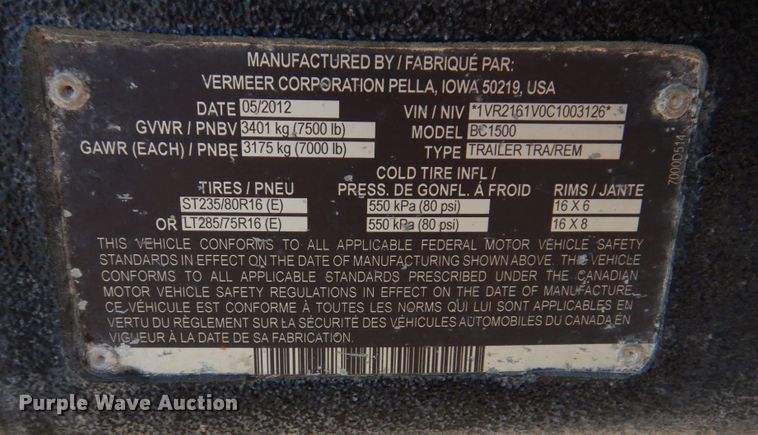 MANUFACTURED BY / FABRIQUÉ PAR:
VERMEER CORPORATION PELLA, IOWA 50219, USA
DATE 05/2012 VIN / NIV *1VR2161V0C1003126*
GVWR / PNBV 3401 kg (7500 lb) MODEL BC1500
GAWR (EACH) / PNBE 3175 kg (7000 lb) TYPE TRAILER TRA/REM
COLD TIRE INFL /
TIRES / PNEU PRESS. DE GONFL. Á FROID RIMS / JANTE
ST235/80R16 (E) 550 kPa (80 psi) 16 X 6
OR LT285/75R16 (E) 550 kPa (80 psi) 16 X 8
THIS VEHICLE CONFORMS TO ALL APPLICABLE FEDERAL MOTOR VEHICLE SAFETY
STANDARDS IN EFFECT ON THE DATE OF MANUFACTURING SHOWN ABOVE. THIS VEHICLE
CONFORMS TO ALL APPLICABLE STANDARDS PRESCRIBED UNDER THE CANADIAN
MOTOR VEHICLE SAFETY REGULATIONS IN EFFECT ON THE DATE OF MANUFACTURE.
CE VÉHICULE EST CONFORME À TOUTES LES NORMS QUI LUI SONT APPLICABLES EN
VERTU DU RÈGLEMENT SUR LA SÉCURITÉ DES VÉHICULES AUTOMOBILES DU CANADA EN
VIGUEUR À LA DATE DE SA FABRICATION.
Purple Wave Auction